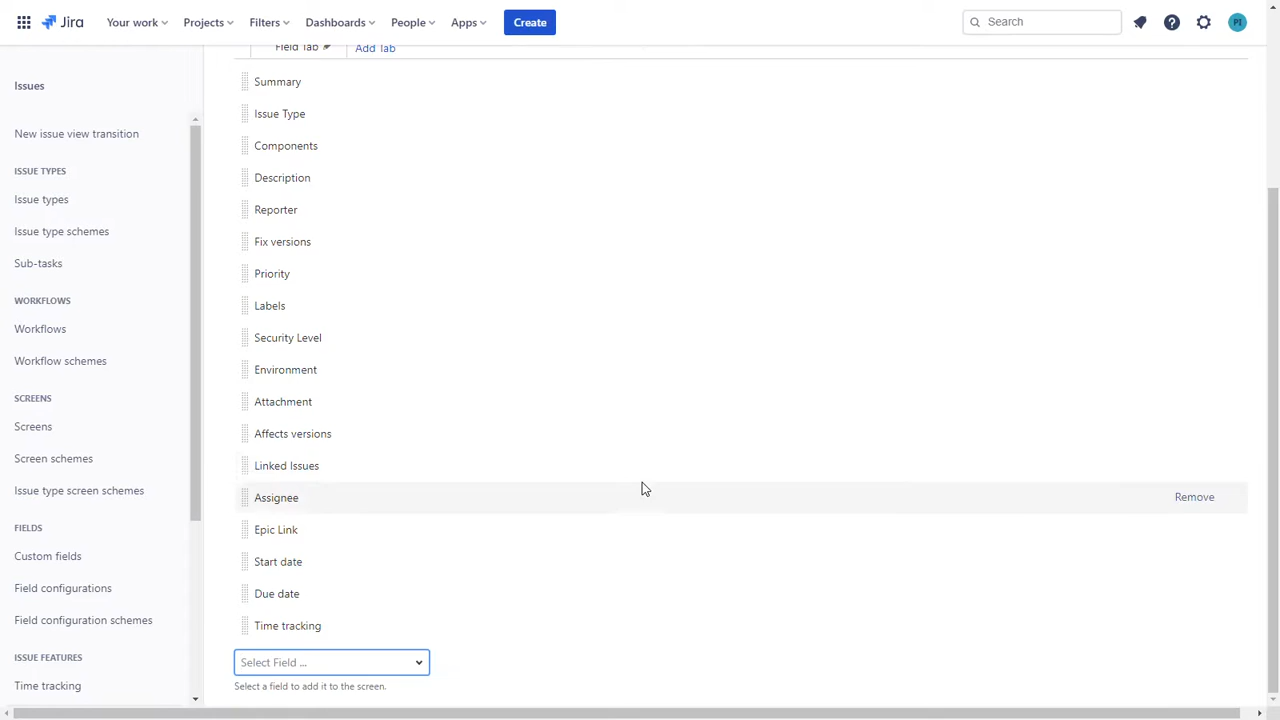 Jira Your work Projects Filters Dashboards People Apps Create Search PI
Field Tab Add Tab
Issues
New issue view transition
ISSUE TYPES
Issue types
Issue type schemes
Sub-tasks
WORKFLOWS
Workflows
Workflow schemes
SCREENS
Screens
Screen schemes
Issue type screen schemes
FIELDS
Custom fields
Field configurations
Field configuration schemes
ISSUE FEATURES
Time tracking
Summary
Issue Type
Components
Description
Reporter
Fix versions
Priority
Labels
Security Level
Environment
Attachment
Affects versions
Linked Issues
Assignee Remove
Epic Link
Start date
Due date
Time tracking
Select Field ...
Select a field to add it to the screen.